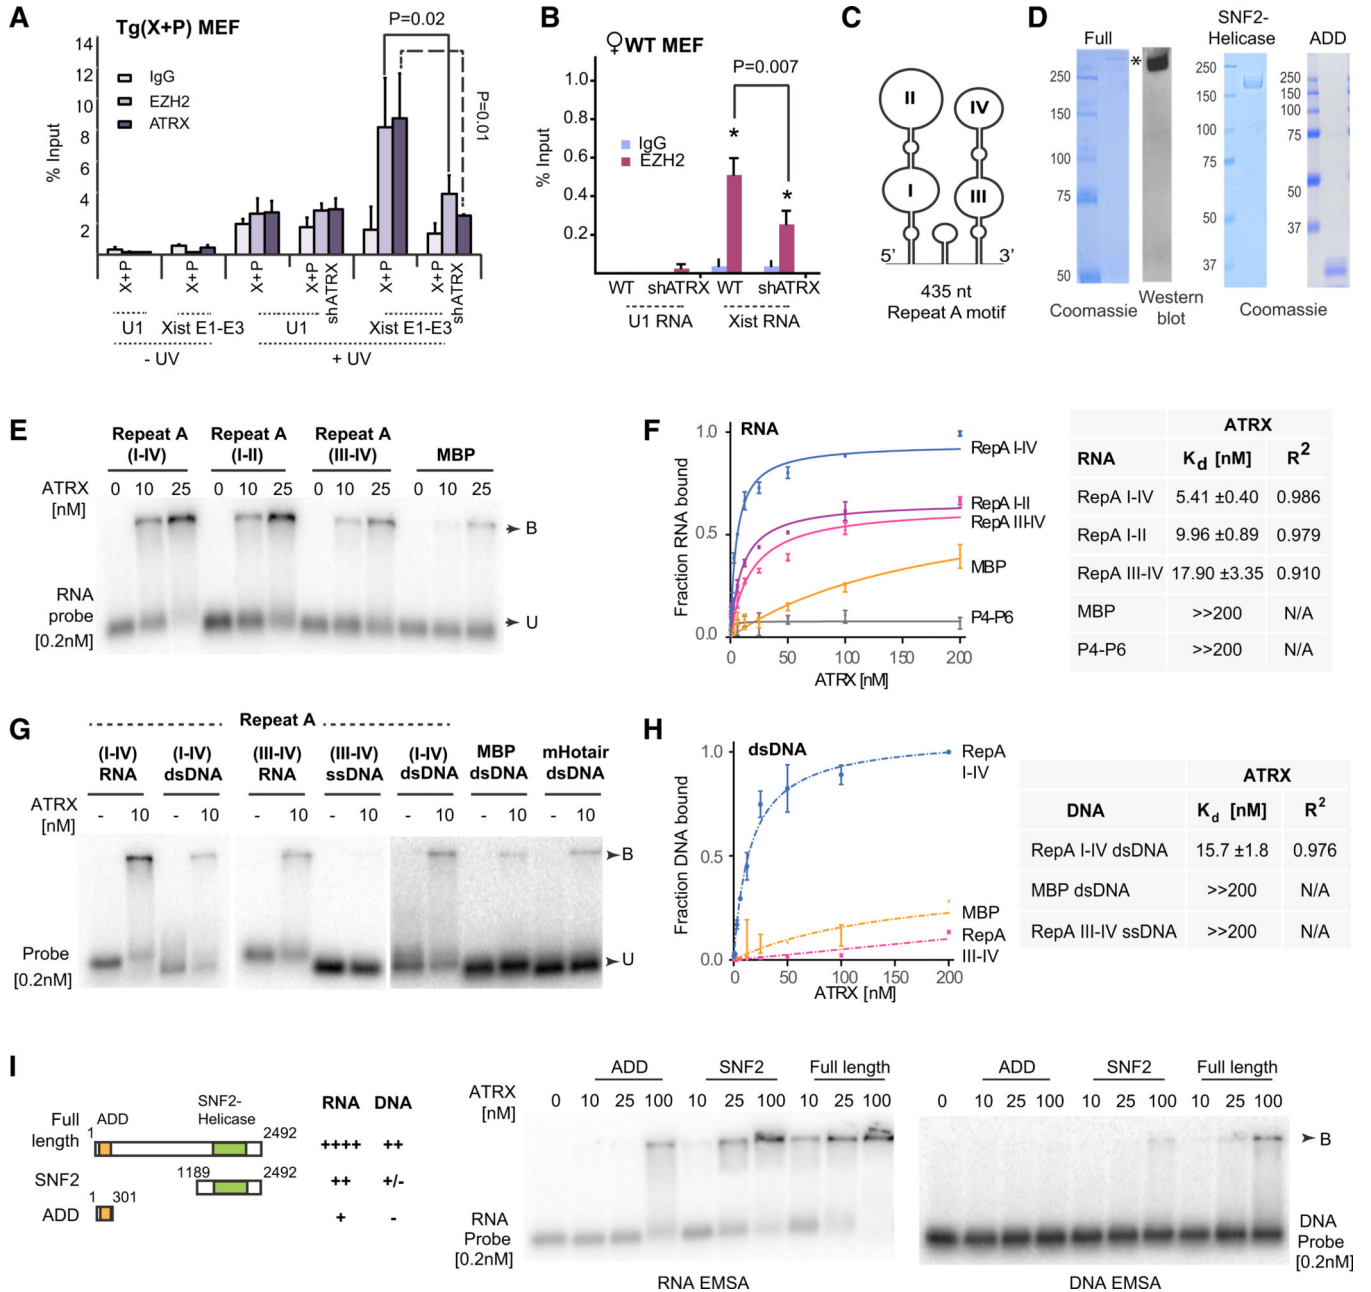 A
Tg(X+P) MEF
P=0.02
P=0.01
IgG
EZH2
ATRX
% Input
14
12
10
8
6
4
2
X+P
X+P
X+P
X+P
shATRX
X+P
X+P
shATRX
U1
Xist E1-E3
U1
Xist E1-E3
- UV
+ UV
B
♀WT MEF
P=0.007
IgG
EZH2
% Input
1.0
0.8
0.6
0.4
0.2
*
*
WT shATRX WT shATRX
U1 RNA
Xist RNA
C
II
IV
I
III
5’
3’
435 nt
Repeat A motif
D
Full
SNF2-
Helicase
ADD
250
150
100
75
50
*
250
150
100
75
50
37
250
150
100
75
50
37
Coomassie
Western
blot
Coomassie
E
Repeat A
(I-IV)
Repeat A
(I-II)
Repeat A
(III-IV)
MBP
ATRX
[nM]
0 10 25 0 10 25 0 10 25 0 10 25
B
RNA
probe
[0.2nM]
U
F
RNA
Fraction RNA bound
1.0
0.5
0.0
RepA I-IV
RepA I-II
RepA III-IV
MBP
P4-P6
0 50 100 150 200
ATRX [nM]
ATRX
RNA Kd [nM] R2
RepA I-IV 5.41 ±0.40 0.986
RepA I-II 9.96 ±0.89 0.979
RepA III-IV 17.90 ±3.35 0.910
MBP >>200 N/A
P4-P6 >>200 N/A
G
Repeat A
(I-IV)
RNA
(I-IV)
dsDNA
(III-IV)
RNA
(III-IV)
ssDNA
(I-IV)
dsDNA
MBP
dsDNA
mHotair
dsDNA
ATRX
[nM]
- 10 - 10 - 10 - 10 - 10 - 10 - 10
B
Probe
[0.2nM]
U
H
dsDNA
Fraction DNA bound
1.0
0.5
0.0
RepA
I-IV
MBP
RepA
III-IV
0 50 100 150 200
ATRX [nM]
ATRX
DNA Kd [nM] R2
RepA I-IV dsDNA 15.7 ±1.8 0.976
MBP dsDNA >>200 N/A
RepA III-IV ssDNA >>200 N/A
I
ADD
SNF2-
Helicase
RNA DNA
Full
length
1
2492
++++ ++
SNF2
1189
2492
++ +/-
ADD
1 301
+ -
ATRX
[nM]
ADD SNF2 Full length
0 10 25 100 10 25 100 10 25 100
RNA
Probe
[0.2nM]
RNA EMSA
ADD SNF2 Full length
0 10 25 100 10 25 100 10 25 100
B
DNA
Probe
[0.2nM]
DNA EMSA